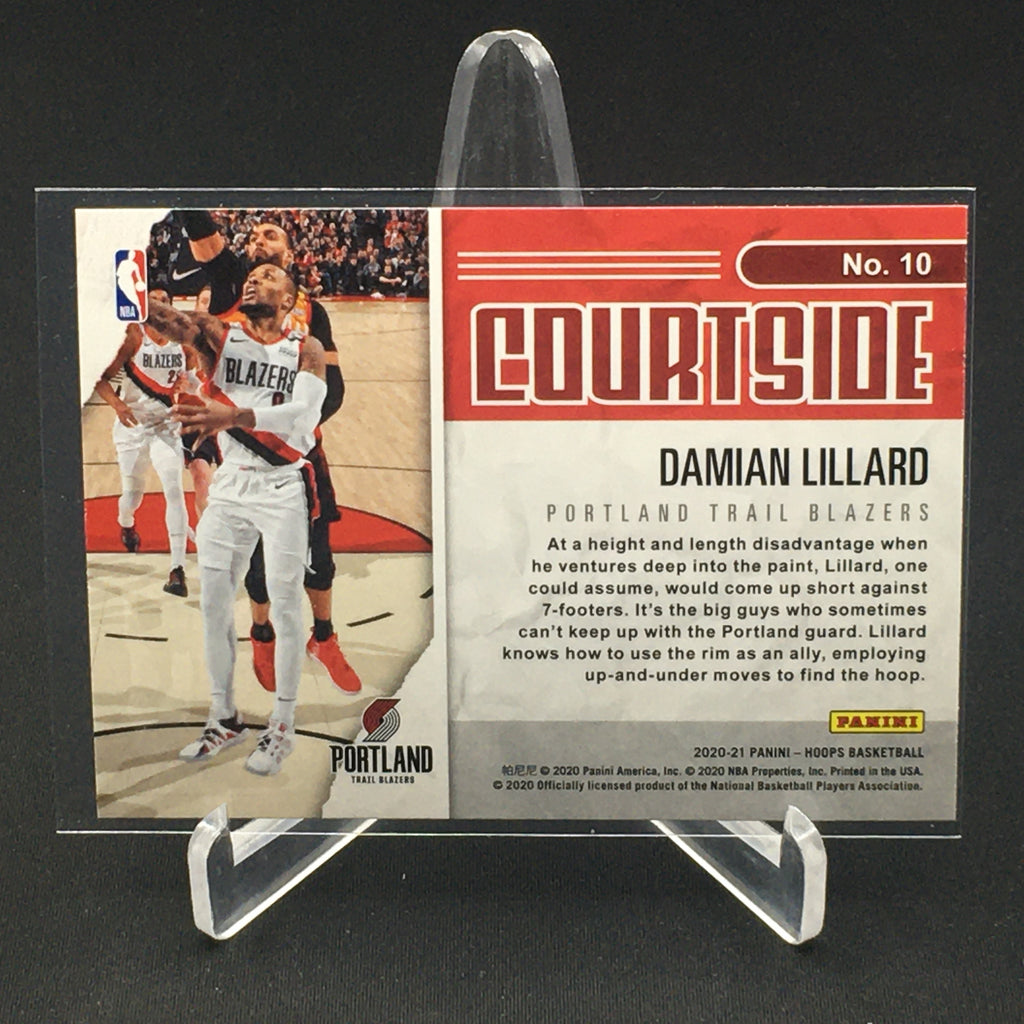 No. 10
COURTSIDE
DAMIAN LILLARD
PORTLAND TRAIL BLAZERS
At a height and length disadvantage when
he ventures deep into the paint, Lillard, one
could assume, would come up short against
7-footers. It's the big guys who sometimes
can't keep up with the Portland guard. Lillard
knows how to use the rim as an ally, employing
up-and-under moves to find the hoop.
PANINI
2020-21 PANINI – HOOPS BASKETBALL
帕尼尼 © 2020 Panini America, Inc. © 2020 NBA Properties, Inc. Printed in the USA.
© 2020 Officially licensed product of the National Basketball Players Association.
NBA
BLAZERS
BLAZERS
PORTLAND
TRAIL BLAZERS